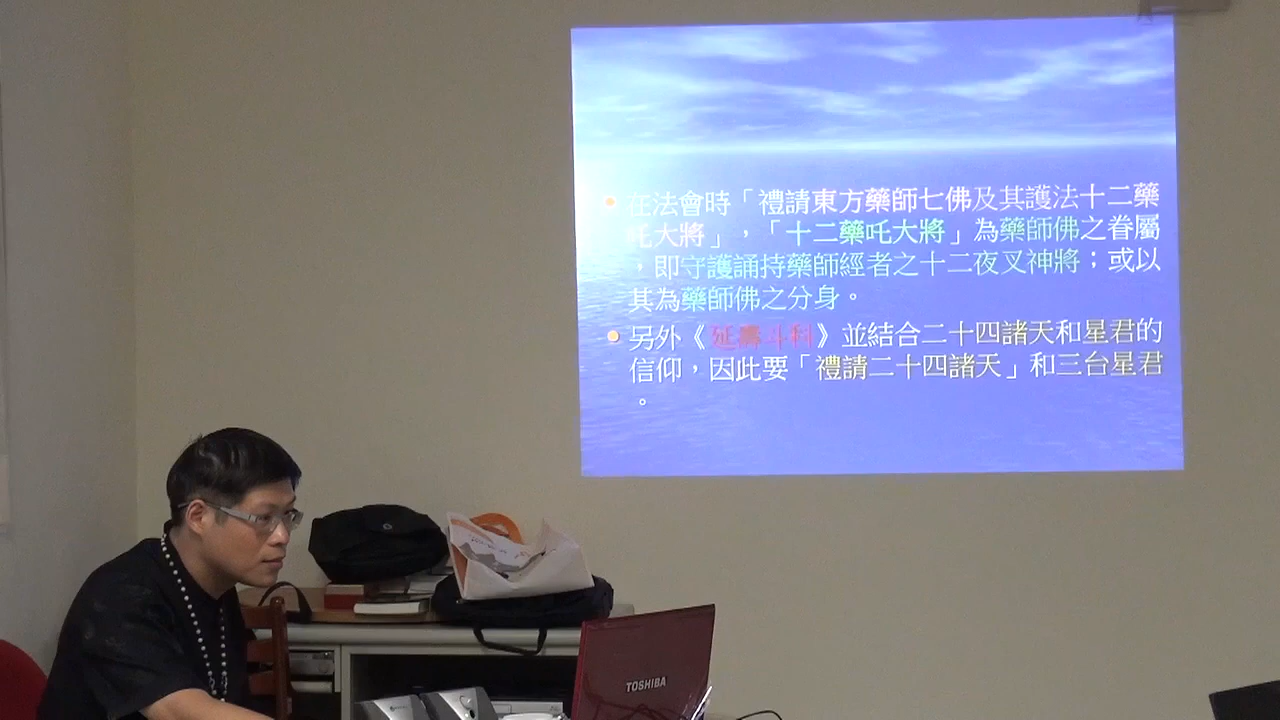 在法會時「禮請東方藥師七佛及其護法十二藥
吒大將」，「十二藥吒大將」為藥師佛之眷屬
，即守護誦持藥師經者之十二夜叉神將；或以
其為藥師佛之分身。
另外《延壽斗科》並結合二十四諸天和星君的
信仰，因此要「禮請二十四諸天」和三台星君
。
TOSHIBA